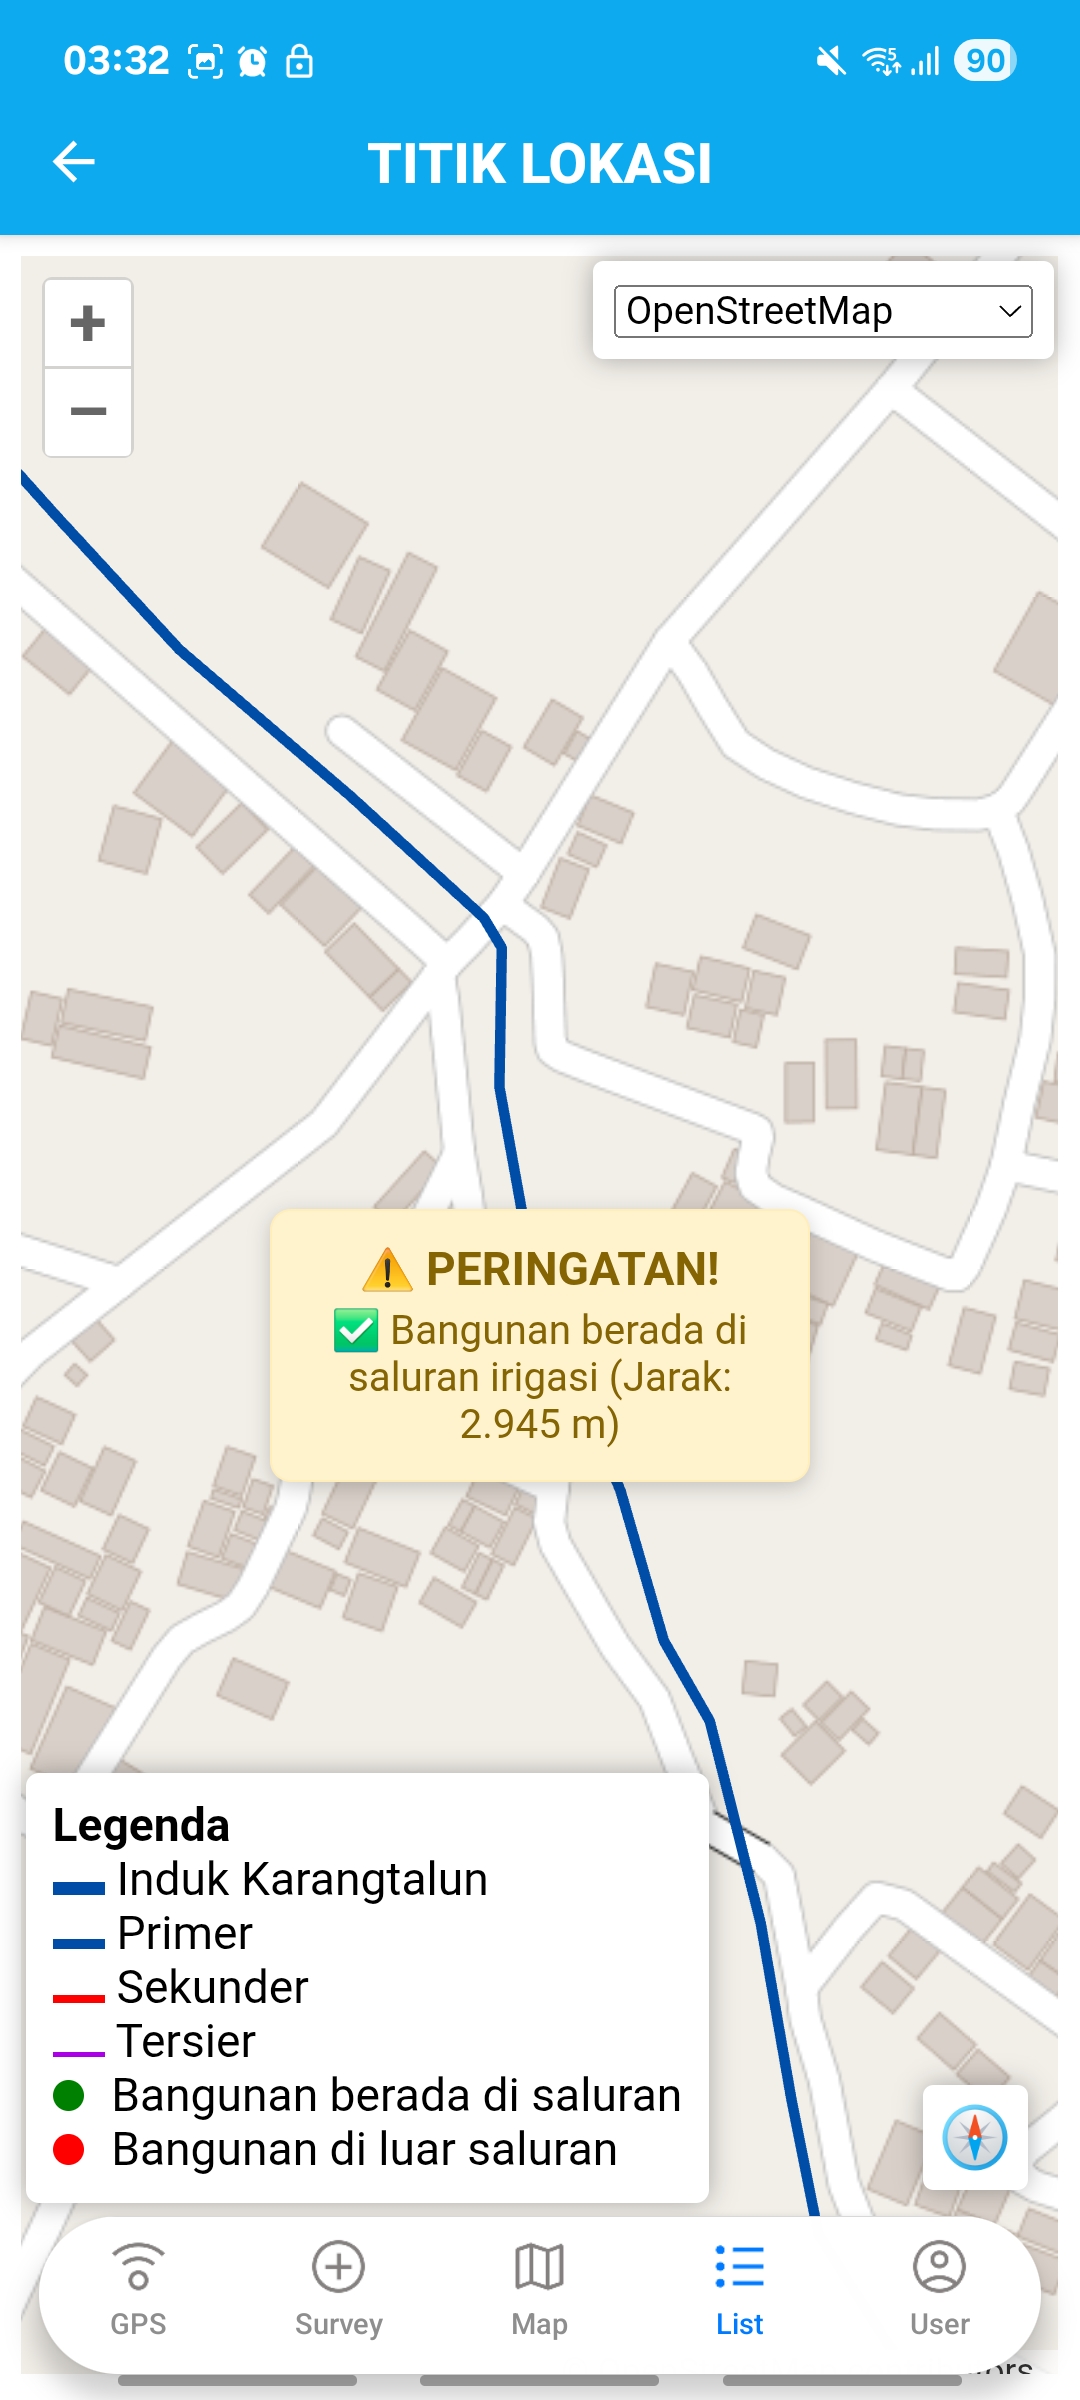 03:32
5
90
TITIK LOKASI
+
−
OpenStreetMap
PERINGATAN!
Bangunan berada di
saluran irigasi (Jarak:
2.945 m)
Legenda
Induk Karangtalun
Primer
Sekunder
Tersier
Bangunan berada di saluran
Bangunan di luar saluran
GPS
Survey
Map
List
User